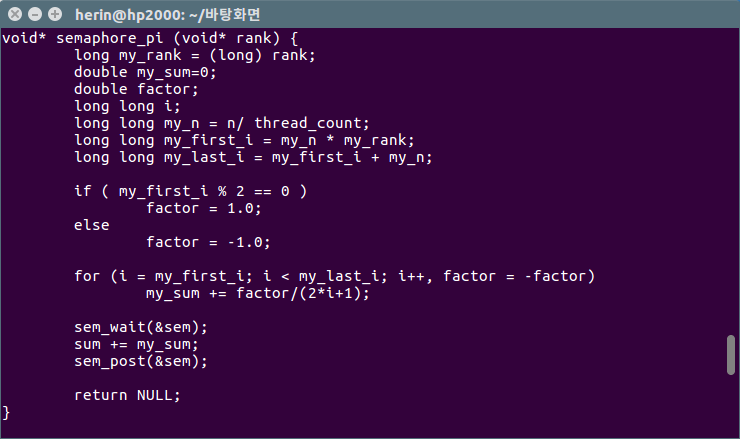 herin@hp2000: ~/바탕화면
void* semaphore_pi (void* rank) {
        long my_rank = (long) rank;
        double my_sum=0;
        double factor;
        long long i;
        long long my_n = n/ thread_count;
        long long my_first_i = my_n * my_rank;
        long long my_last_i = my_first_i + my_n;

        if ( my_first_i % 2 == 0 )
                factor = 1.0;
        else
                factor = -1.0;

        for (i = my_first_i; i < my_last_i; i++, factor = -factor)
                my_sum += factor/(2*i+1);

        sem_wait(&sem);
        sum += my_sum;
        sem_post(&sem);

        return NULL;
}